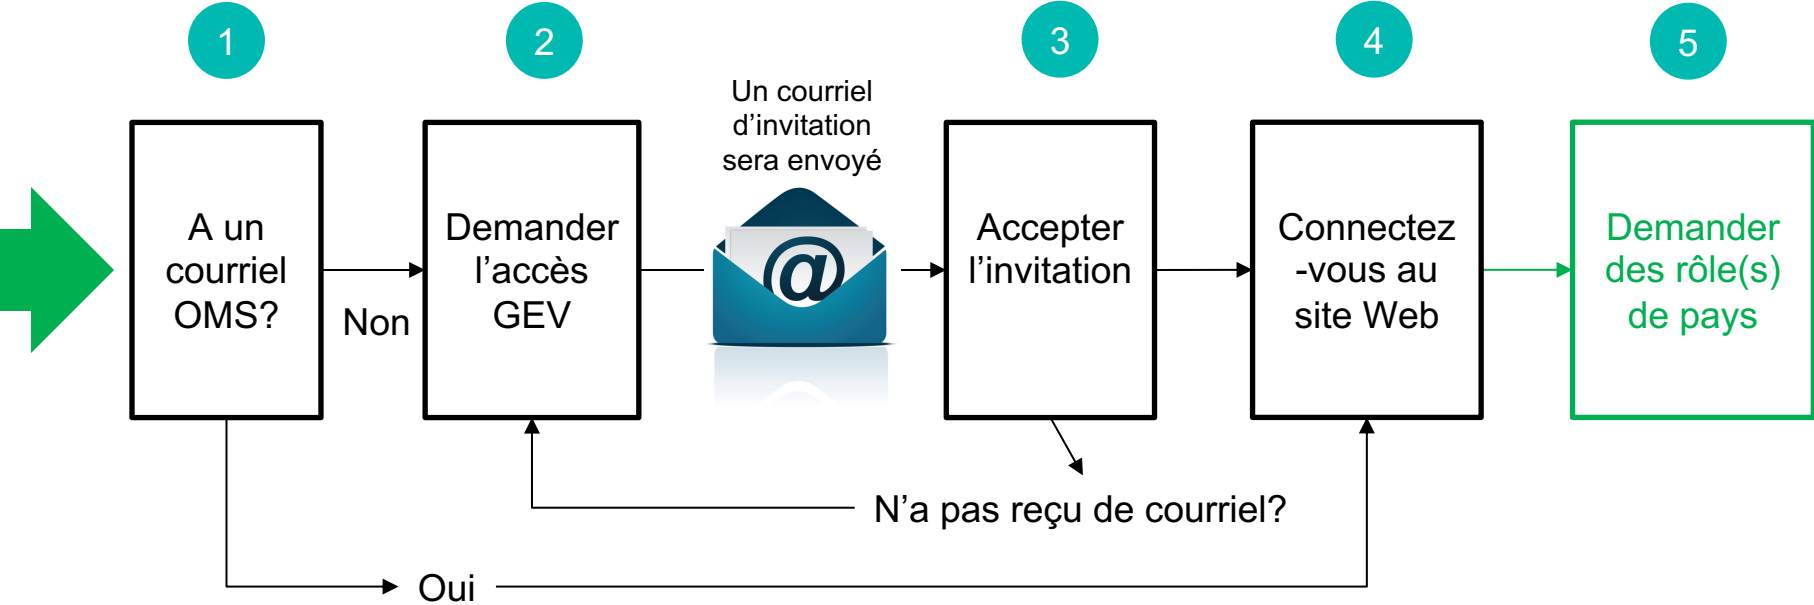 1
2
3
4
5
A un
courriel
OMS?
Non
Demander
l’accès
GEV
Un courriel
d’invitation
sera envoyé
@
Accepter
l’invitation
Connectez
-vous au
site Web
Demander
des rôle(s)
de pays
N’a pas reçu de courriel?
Oui